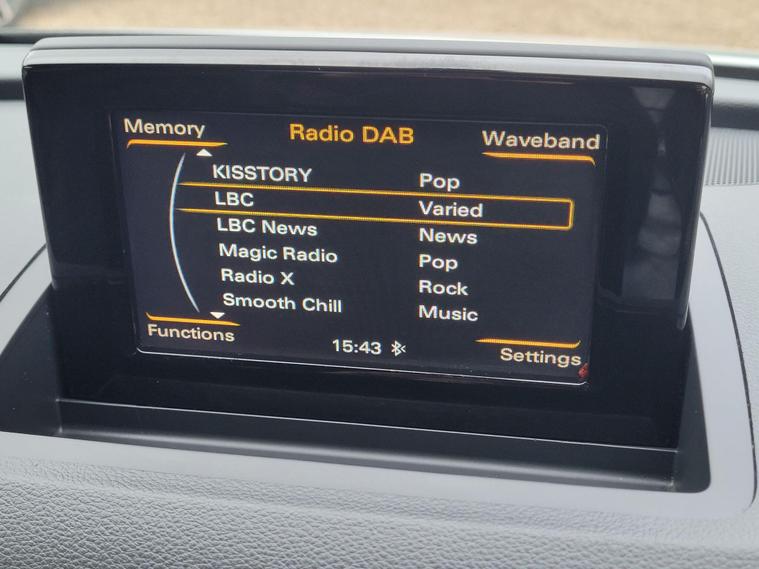 Memory Radio DAB Waveband
KISSTORY Pop
LBC Varied
LBC News News
Magic Radio Pop
Radio X Rock
Smooth Chill Music
Functions 15:43 Settings